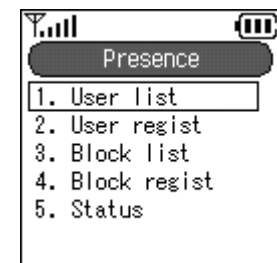 Presence
1. User list
2. User regist
3. Block list
4. Block regist
5. Status